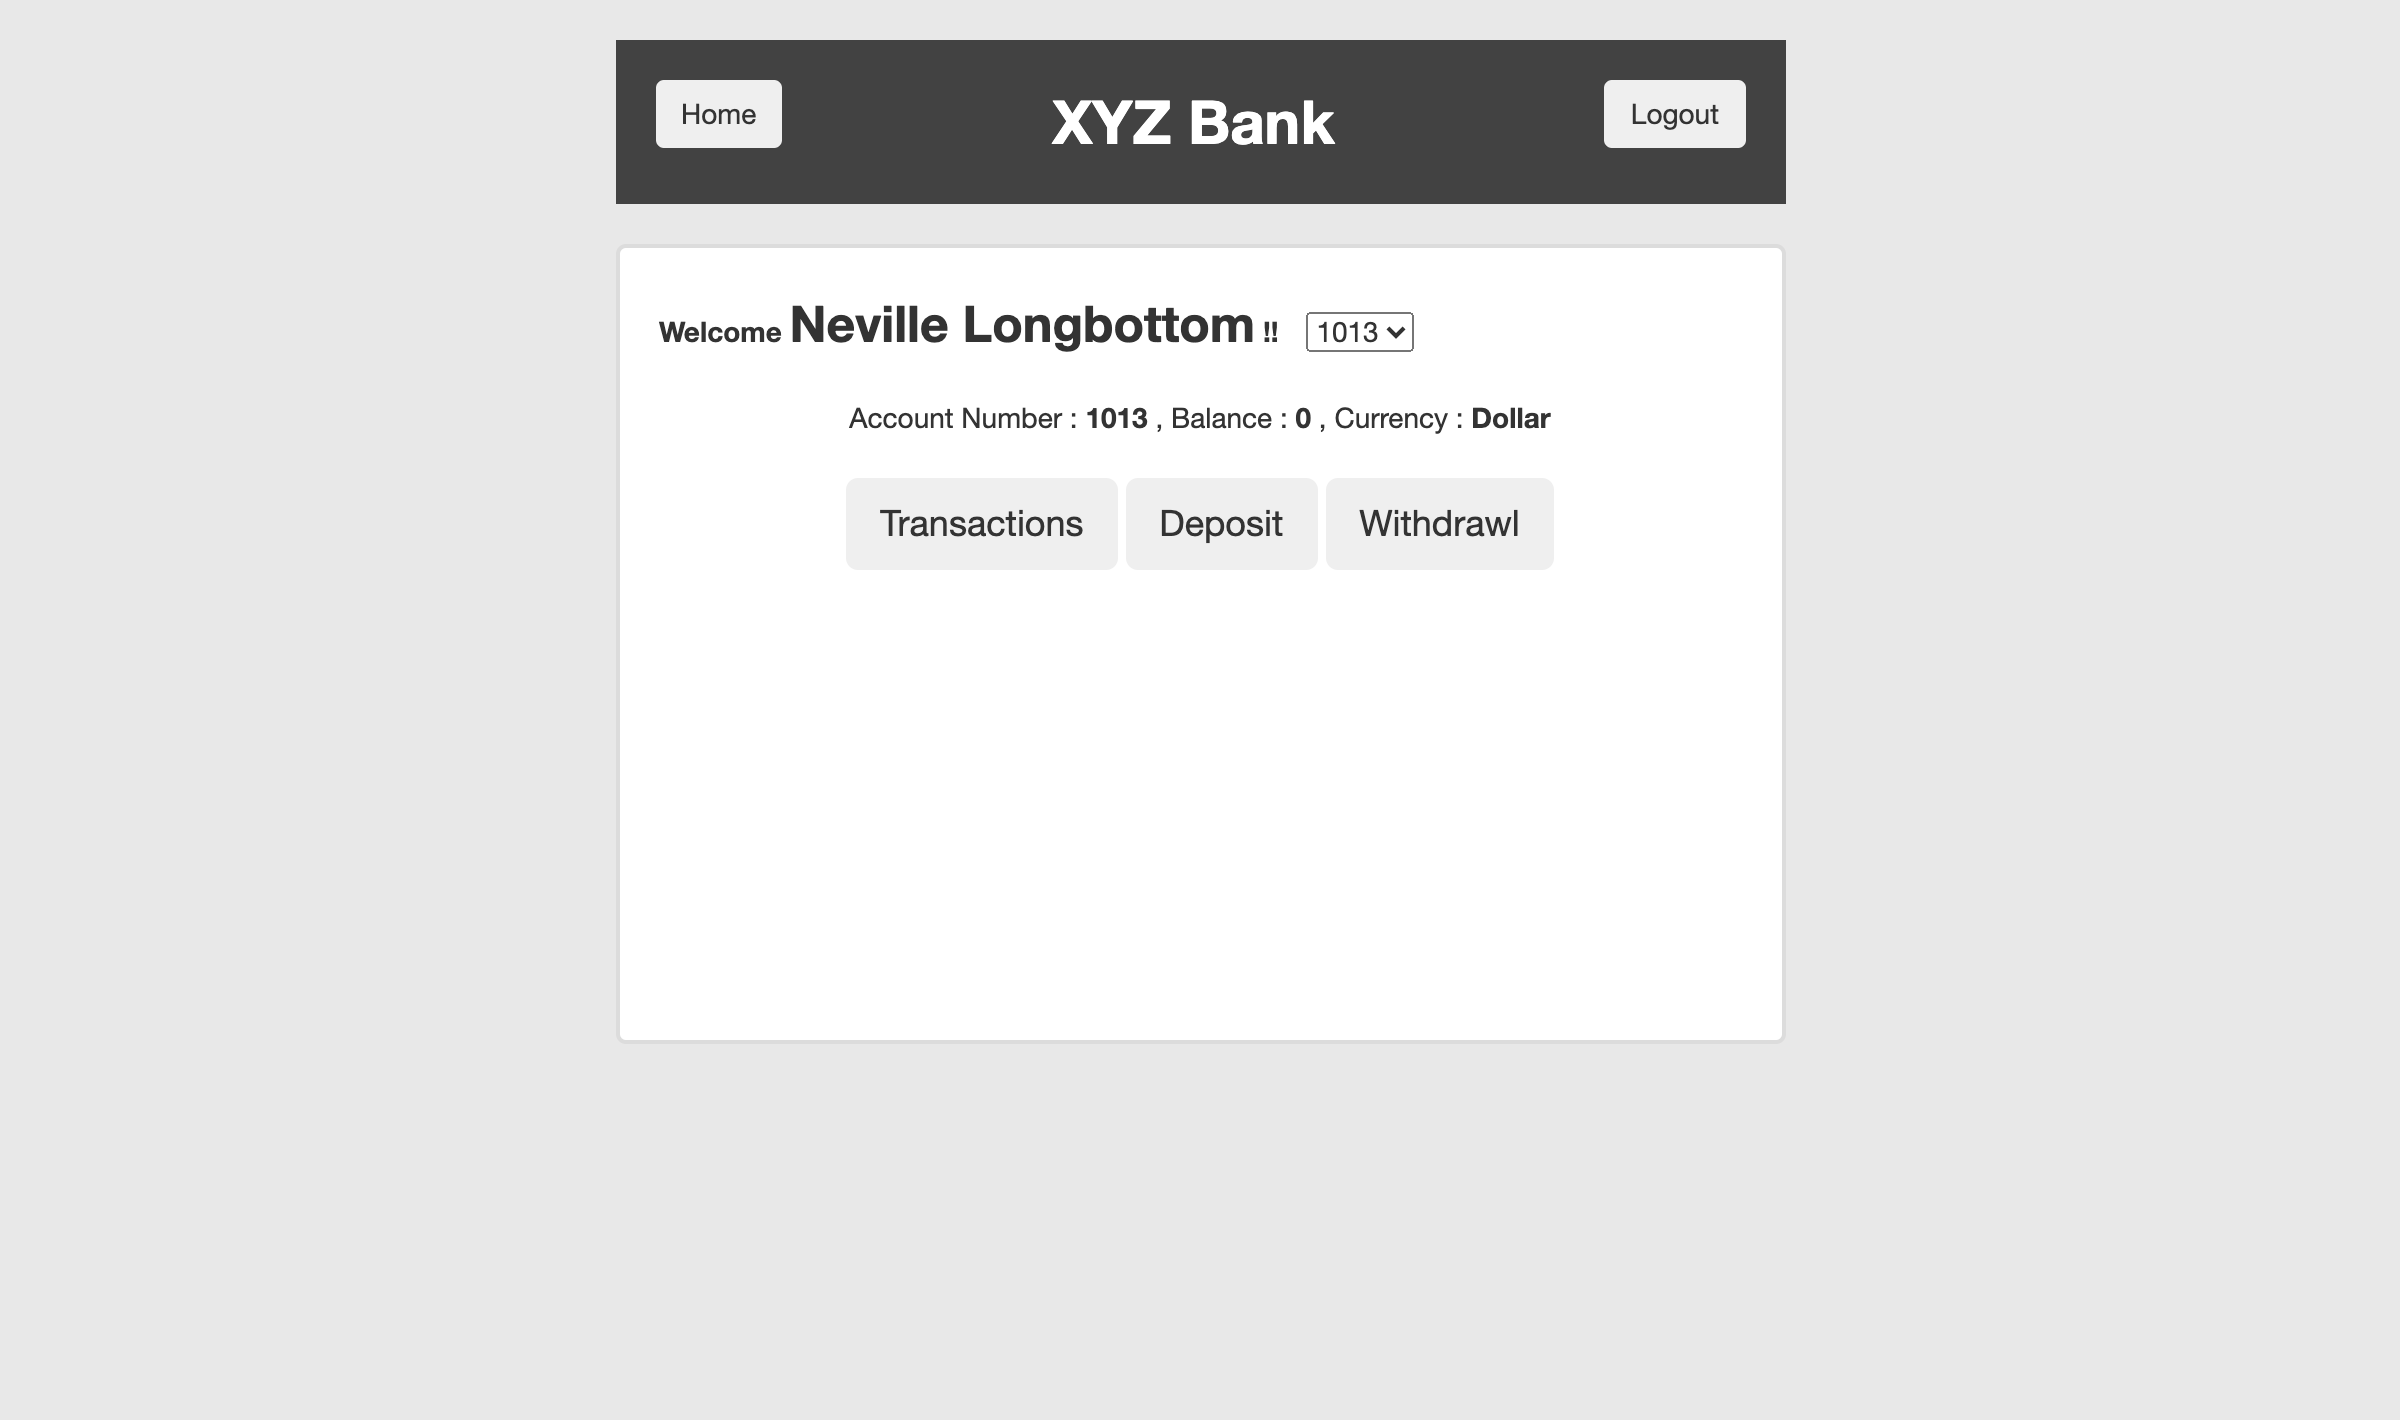 Home
XYZ Bank
Logout
Welcome Neville Longbottom !! 1013
Account Number : 1013 , Balance : 0 , Currency : Dollar
Transactions
Deposit
Withdrawl